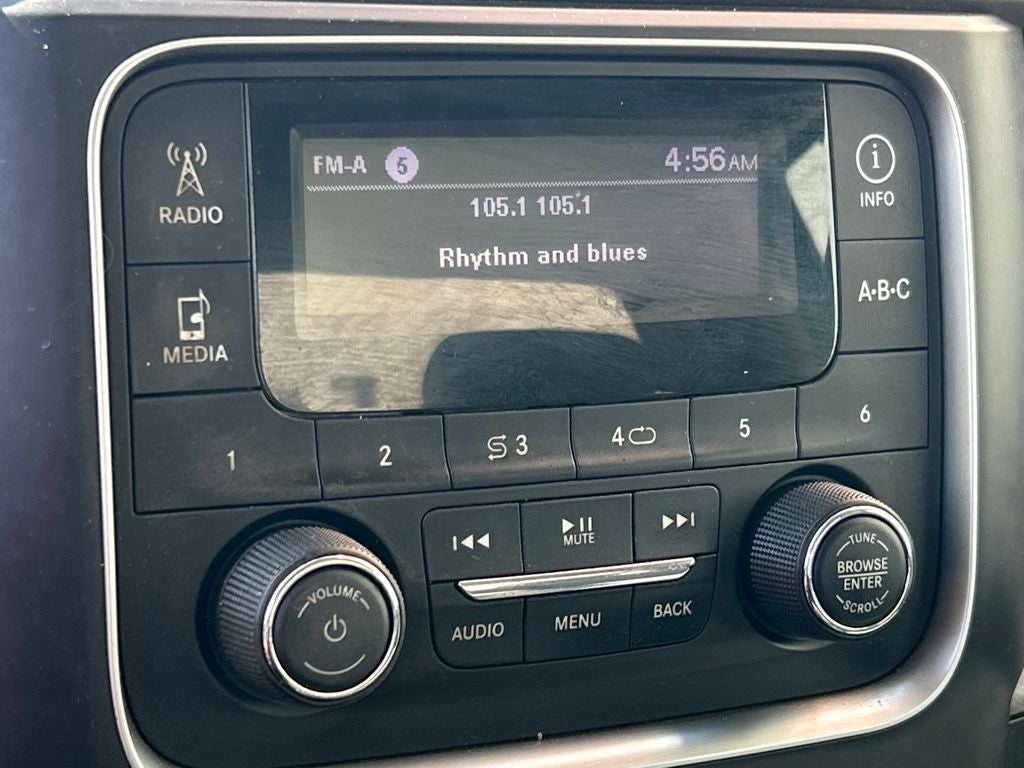 FM-A 5 4:56AM
105.1 105.1
Rhythm and blues
RADIO
MEDIA
i
INFO
A•B•C
1
2
3
4
5
6
MUTE
AUDIO
MENU
BACK
VOLUME
TUNE
BROWSE
ENTER
SCROLL